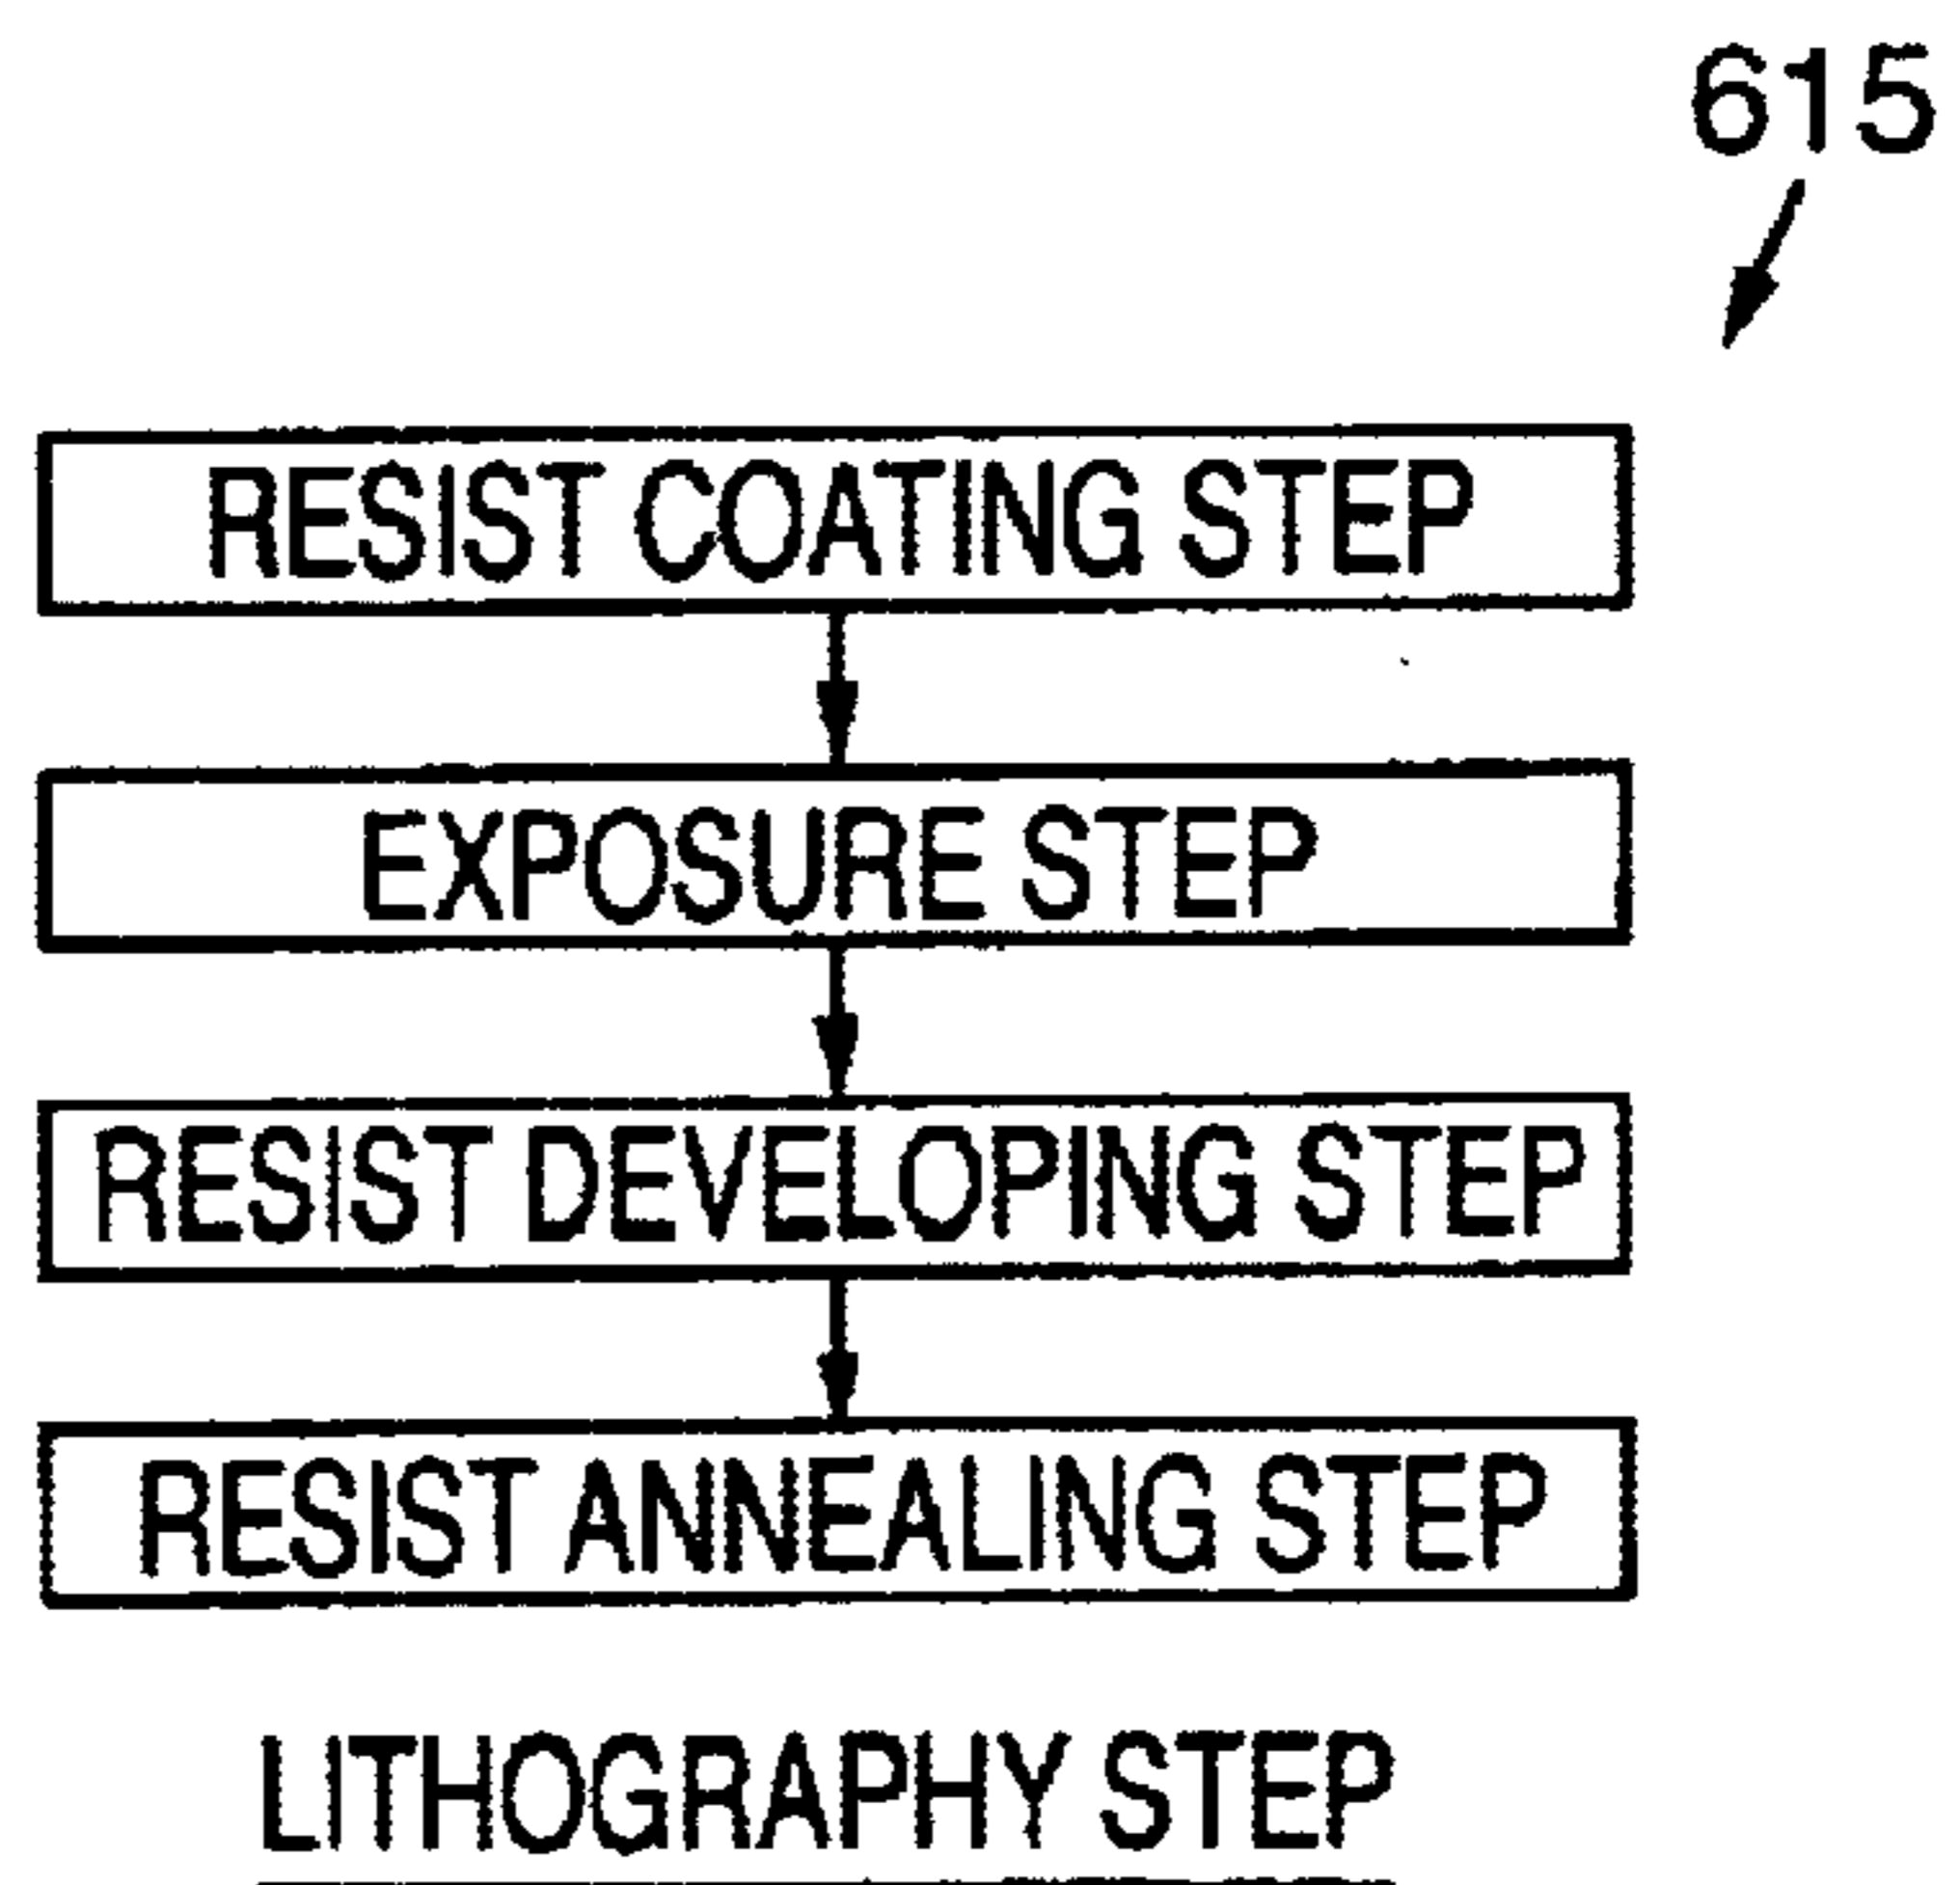 615
RESIST COATING STEP
EXPOSURE STEP
RESIST DEVELOPING STEP
RESIST ANNEALING STEP
LITHOGRAPHY STEP